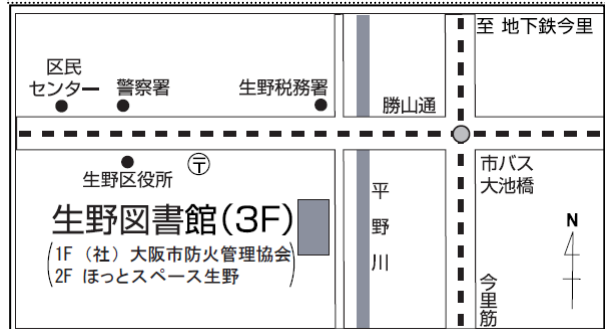 至 地下鉄今里
区民
センター
警察署
生野税務署
勝山通
生野区役所
〒
市バス
大池橋
平野川
生野図書館(3F)
1F (社)大阪市防火管理協会
2F ほっとスペース生野
N
今里筋